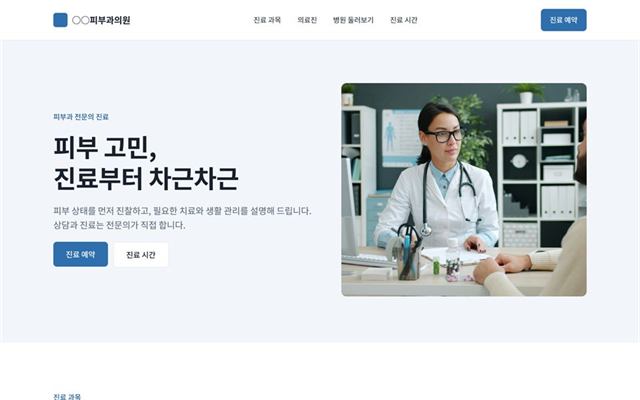 ○○피부과의원
진료 과목
의료진
병원 둘러보기
진료 시간
진료 예약
피부과 전문의 진료
피부 고민,
진료부터 차근차근
피부 상태를 먼저 진찰하고, 필요한 치료와 생활 관리를 설명해 드립니다.
상담과 진료는 전문의가 직접 합니다.
진료 예약
진료 시간
진료 과목